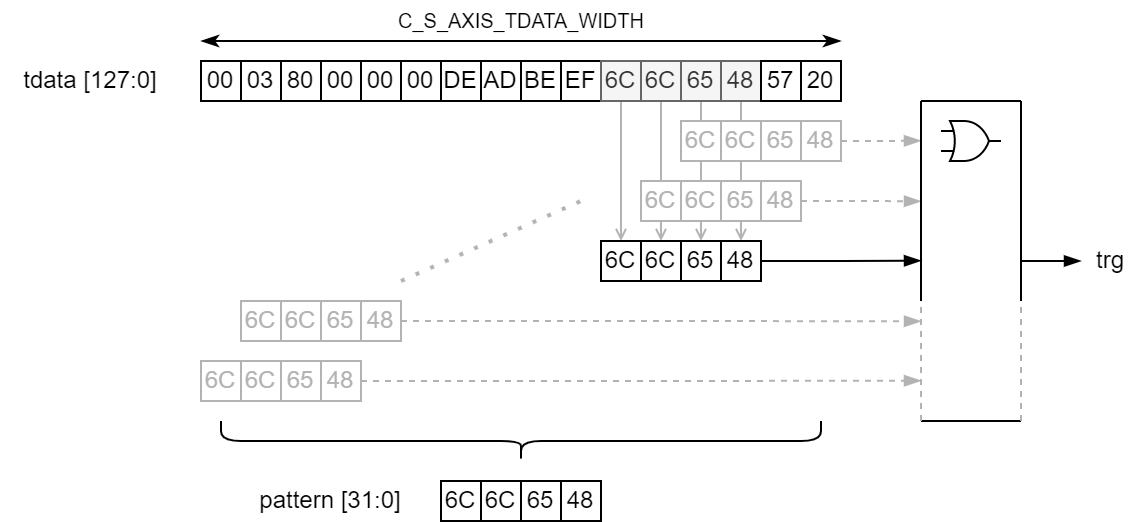 C_S_AXIS_TDATA_WIDTH
tdata [127:0] 00 03 80 00 00 00 DE AD BE EF 6C 6C 65 48 57 20
6C 6C 65 48
6C 6C 65 48
6C 6C 65 48
trg
6C 6C 65 48
6C 6C 65 48
pattern [31:0] 6C 6C 65 48